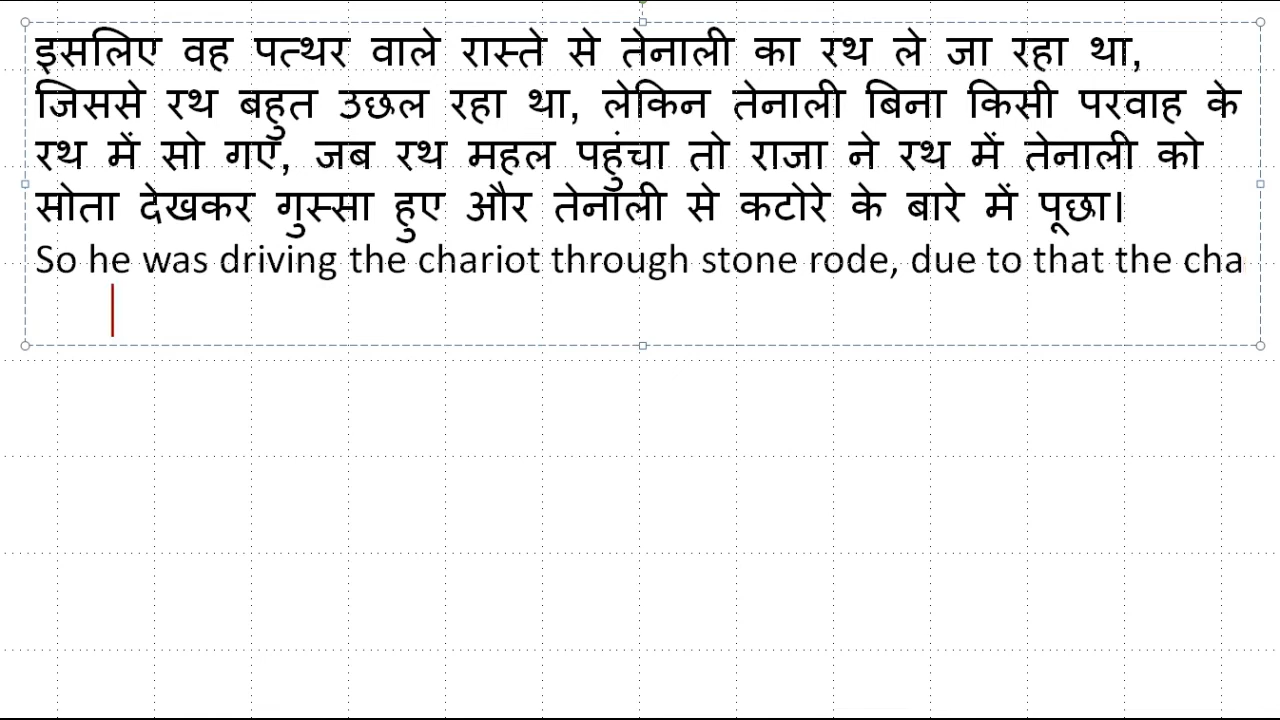 इसलिए वह पत्थर वाले रास्ते से तेनाली का रथ ले जा रहा था,
जिससे रथ बहुत उछल रहा था, लेकिन तेनाली बिना किसी परवाह के
रथ में सो गए, जब रथ महल पहुंचा तो राजा ने रथ में तेनाली को
सोता देखकर गुस्सा हुए और तेनाली से कटोरे के बारे में पूछा।
So he was driving the chariot through stone rode, due to that the cha